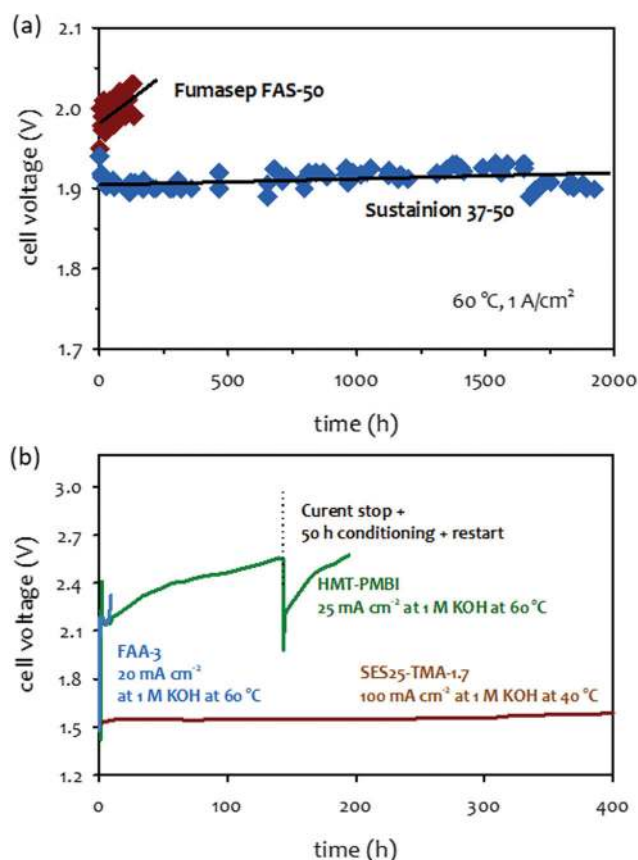 (a)
2.1
2.0
1.9
1.8
1.7
cell voltage (V)
Fumasep FAS-50
Sustainion 37-50
60 °C, 1 A/cm²
0
500
1000
1500
2000
time (h)
(b)
3.0
2.7
2.4
2.1
1.8
1.5
1.2
cell voltage (V)
Curent stop +
50 h conditioning + restart
HMT-PMBI
25 mA cm⁻² at 1 M KOH at 60 °C
FAA-3
20 mA cm⁻²
at 1 M KOH at 60 °C
SES25-TMA-1.7
100 mA cm⁻² at 1 M KOH at 40 °C
0
100
200
300
400
time (h)